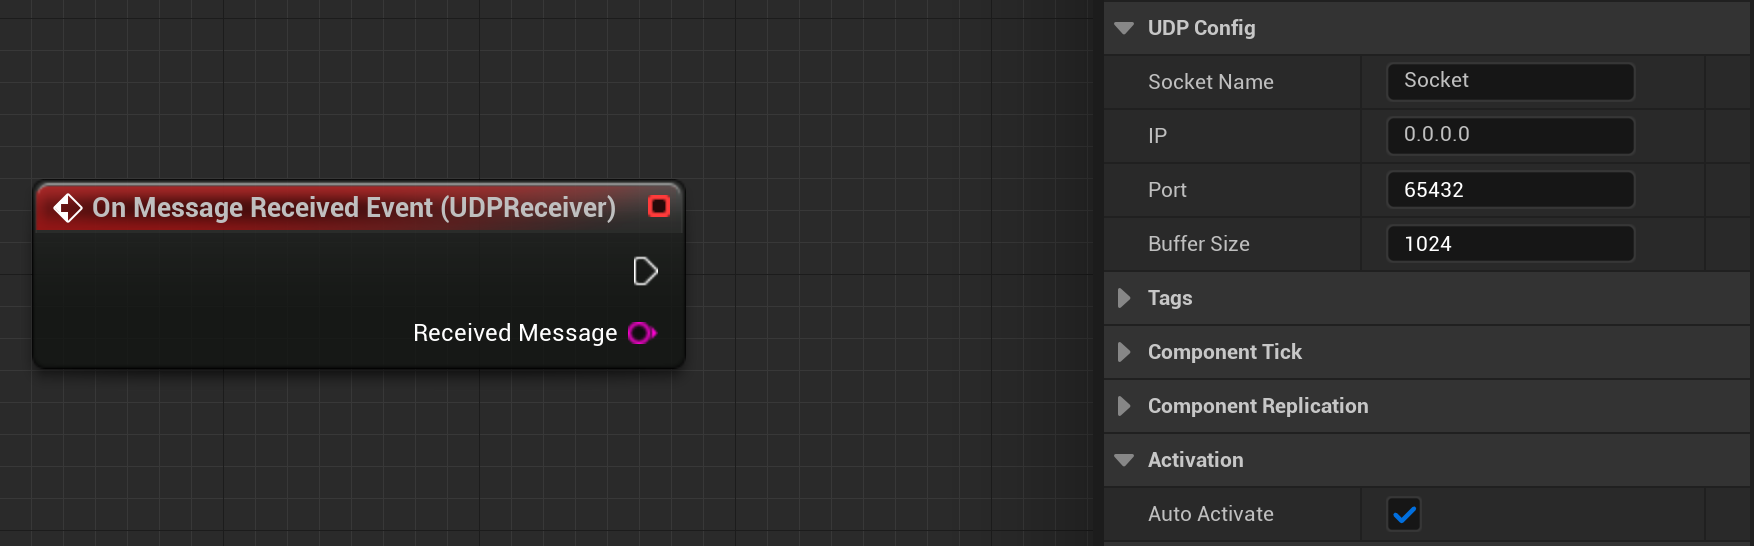 On Message Received Event (UDPReceiver)
Received Message
UDP Config
Socket Name Socket
IP 0.0.0.0
Port 65432
Buffer Size 1024
Tags
Component Tick
Component Replication
Activation
Auto Activate